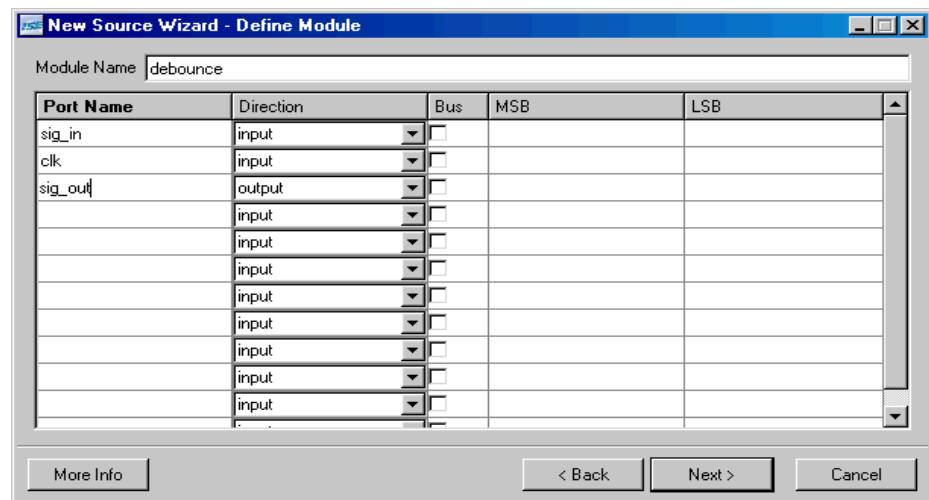 New Source Wizard - Define Module
Module Name debounce
Port Name Direction Bus MSB LSB
sig_in input
clk input
sig_out output
input
input
input
input
input
input
input
input
More Info < Back Next > Cancel